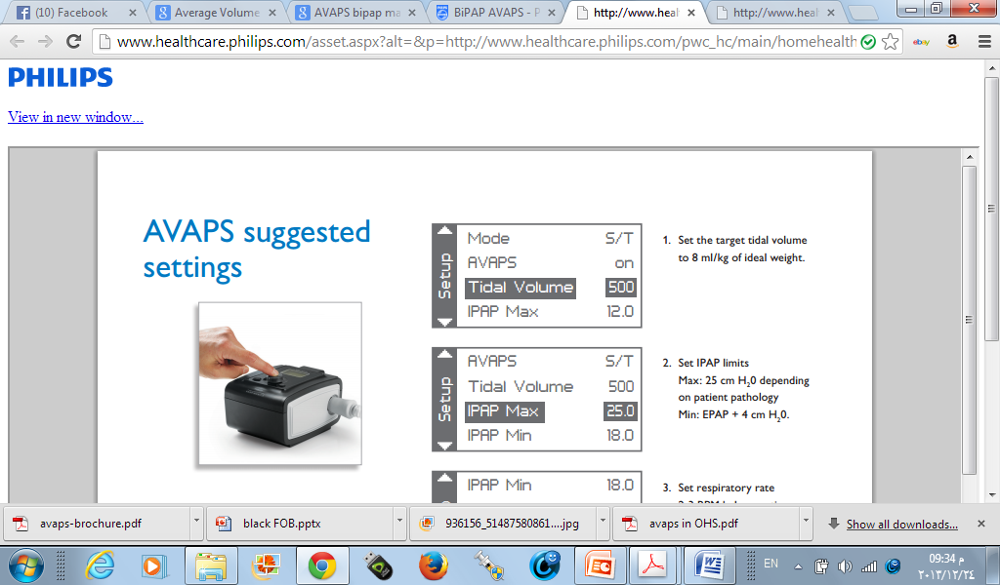 (10) Facebook
Average Volume
AVAPS bipap ma
BiPAP AVAPS - P
http://www.heal
http://www.heal
www.healthcare.philips.com/asset.aspx?alt=&p=http://www.healthcare.philips.com/pwc_hc/main/homehealth
ebay
a
PHILIPS
View in new window...
AVAPS suggested
settings
Setup
Mode S/T
AVAPS on
Tidal Volume 500
IPAP Max 12.0
1. Set the target tidal volume
to 8 ml/kg of ideal weight.
Setup
AVAPS S/T
Tidal Volume 500
IPAP Max 25.0
IPAP Min 18.0
2. Set IPAP limits
Max: 25 cm H₂0 depending
on patient pathology
Min: EPAP + 4 cm H₂0.
IPAP Min 18.0
3. Set respiratory rate
avaps-brochure.pdf
black FOB.pptx
936156_51487580861....jpg
avaps in OHS.pdf
Show all downloads...
EN
09:34 م
٢٠١٣/١٢/٢٤